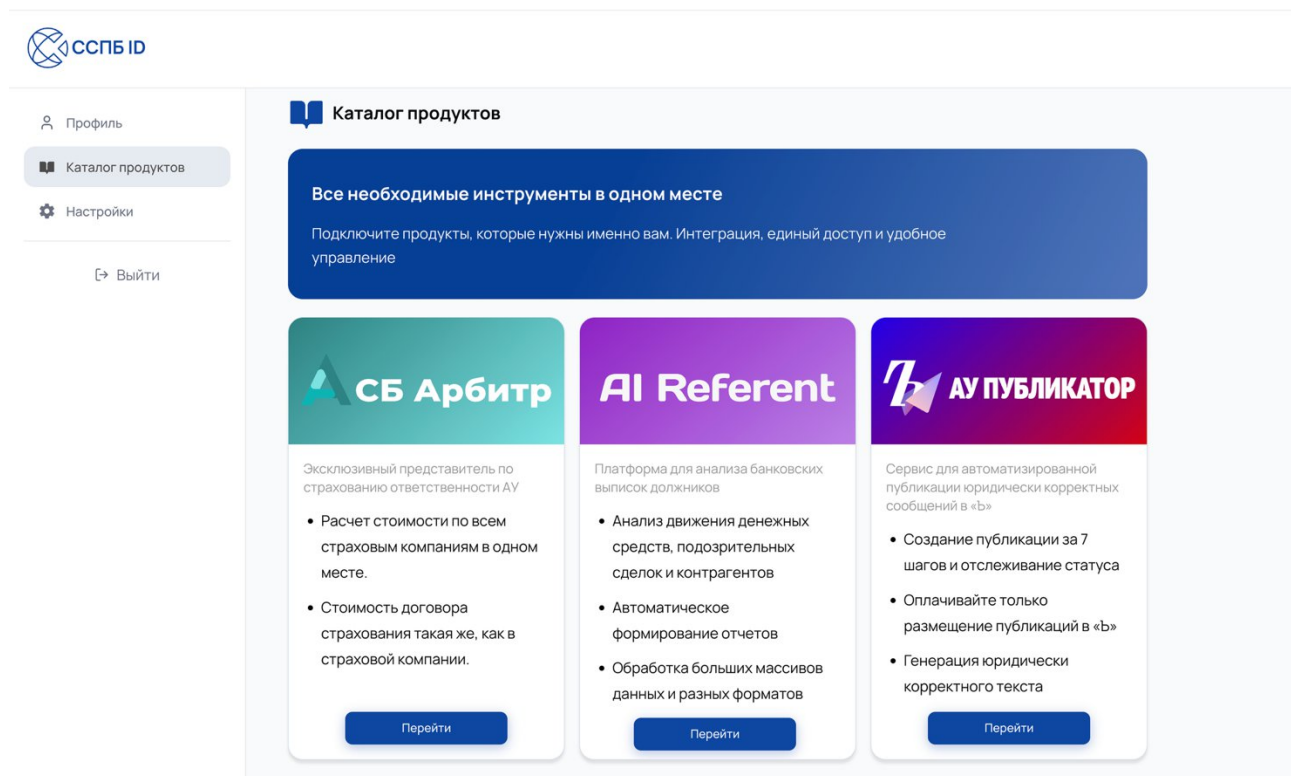 ССПБ ID
Профиль
Каталог продуктов
Настройки
Выйти
Каталог продуктов
Все необходимые инструменты в одном месте
Подключите продукты, которые нужны именно вам. Интеграция, единый доступ и удобное
управление
СБ Арбитр
Эксклюзивный представитель по
страхованию ответственности АУ
• Расчет стоимости по всем
страховым компаниям в одном
месте.
• Стоимость договора
страхования такая же, как в
страховой компании.
Перейти
AI Referent
Платформа для анализа банковских
выписок должников
• Анализ движения денежных
средств, подозрительных
сделок и контрагентов
• Автоматическое
формирование отчетов
• Обработка больших массивов
данных и разных форматов
Перейти
Ъ АУ ПУБЛИКАТОР
Сервис для автоматизированной
публикации юридически корректных
сообщений в «Ъ»
• Создание публикации за 7
шагов и отслеживание статуса
• Оплачивайте только
размещение публикаций в «Ъ»
• Генерация юридически
корректного текста
Перейти